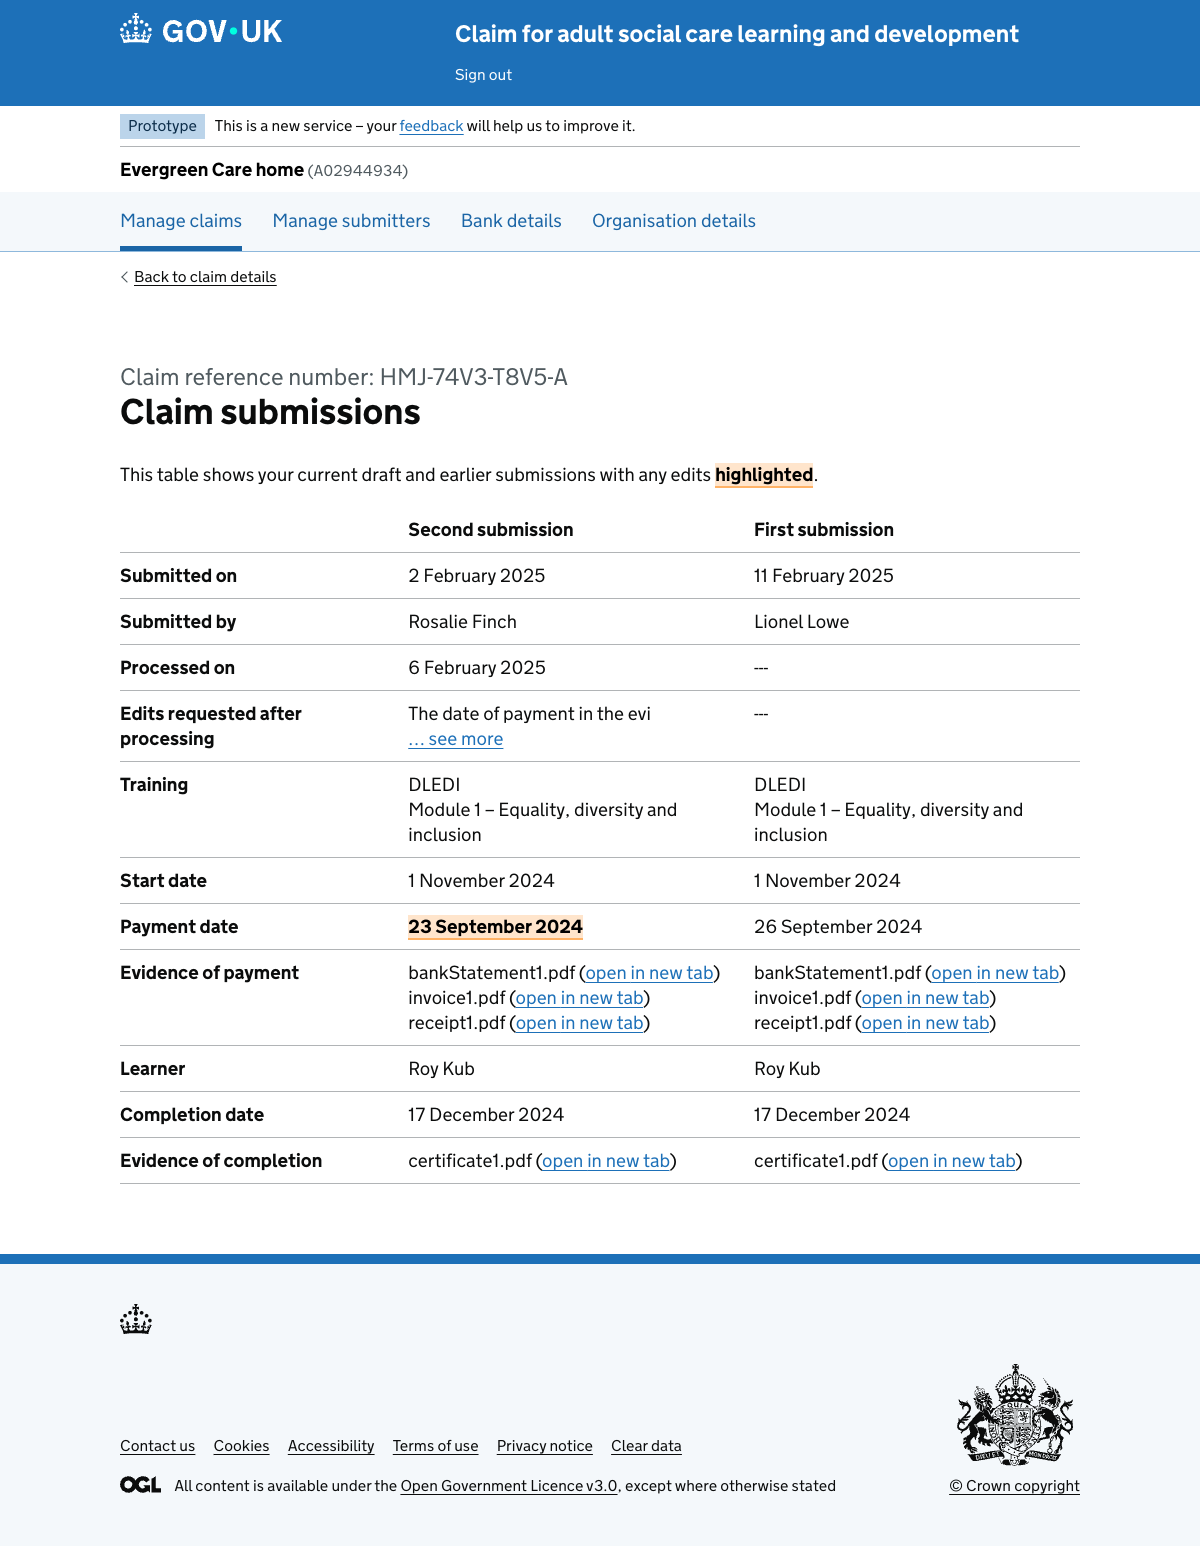 GOV·UK
Claim for adult social care learning and development
Sign out
Prototype This is a new service – your feedback will help us to improve it.
Evergreen Care home (A02944934)
Manage claims Manage submitters Bank details Organisation details
Back to claim details
Claim reference number: HMJ-74V3-T8V5-A
Claim submissions
This table shows your current draft and earlier submissions with any edits highlighted.
Second submission First submission
Submitted on 2 February 2025 11 February 2025
Submitted by Rosalie Finch Lionel Lowe
Processed on 6 February 2025 ---
Edits requested after The date of payment in the evi ---
processing … see more
Training DLEDI DLEDI
Module 1 – Equality, diversity and Module 1 – Equality, diversity and
inclusion inclusion
Start date 1 November 2024 1 November 2024
Payment date 23 September 2024 26 September 2024
Evidence of payment bankStatement1.pdf (open in new tab) bankStatement1.pdf (open in new tab)
invoice1.pdf (open in new tab) invoice1.pdf (open in new tab)
receipt1.pdf (open in new tab) receipt1.pdf (open in new tab)
Learner Roy Kub Roy Kub
Completion date 17 December 2024 17 December 2024
Evidence of completion certificate1.pdf (open in new tab) certificate1.pdf (open in new tab)
Contact us Cookies Accessibility Terms of use Privacy notice Clear data
OGL All content is available under the Open Government Licence v3.0, except where otherwise stated
© Crown copyright